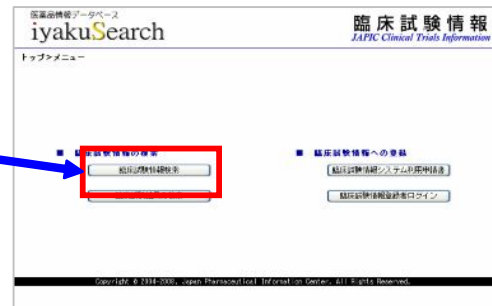 医薬品情報データベース
iyakuSearch
臨床試験情報
JAPIC Clinical Trials Information
トップ>メニュー
■ 臨床試験情報の検索
臨床試験情報検索
■ 臨床試験情報への登録
臨床試験情報システム利用申請書
臨床試験情報登録者ログイン
Copyright © 2004-2008, Japan Pharmaceutical Information Center. All Rights Reserved.